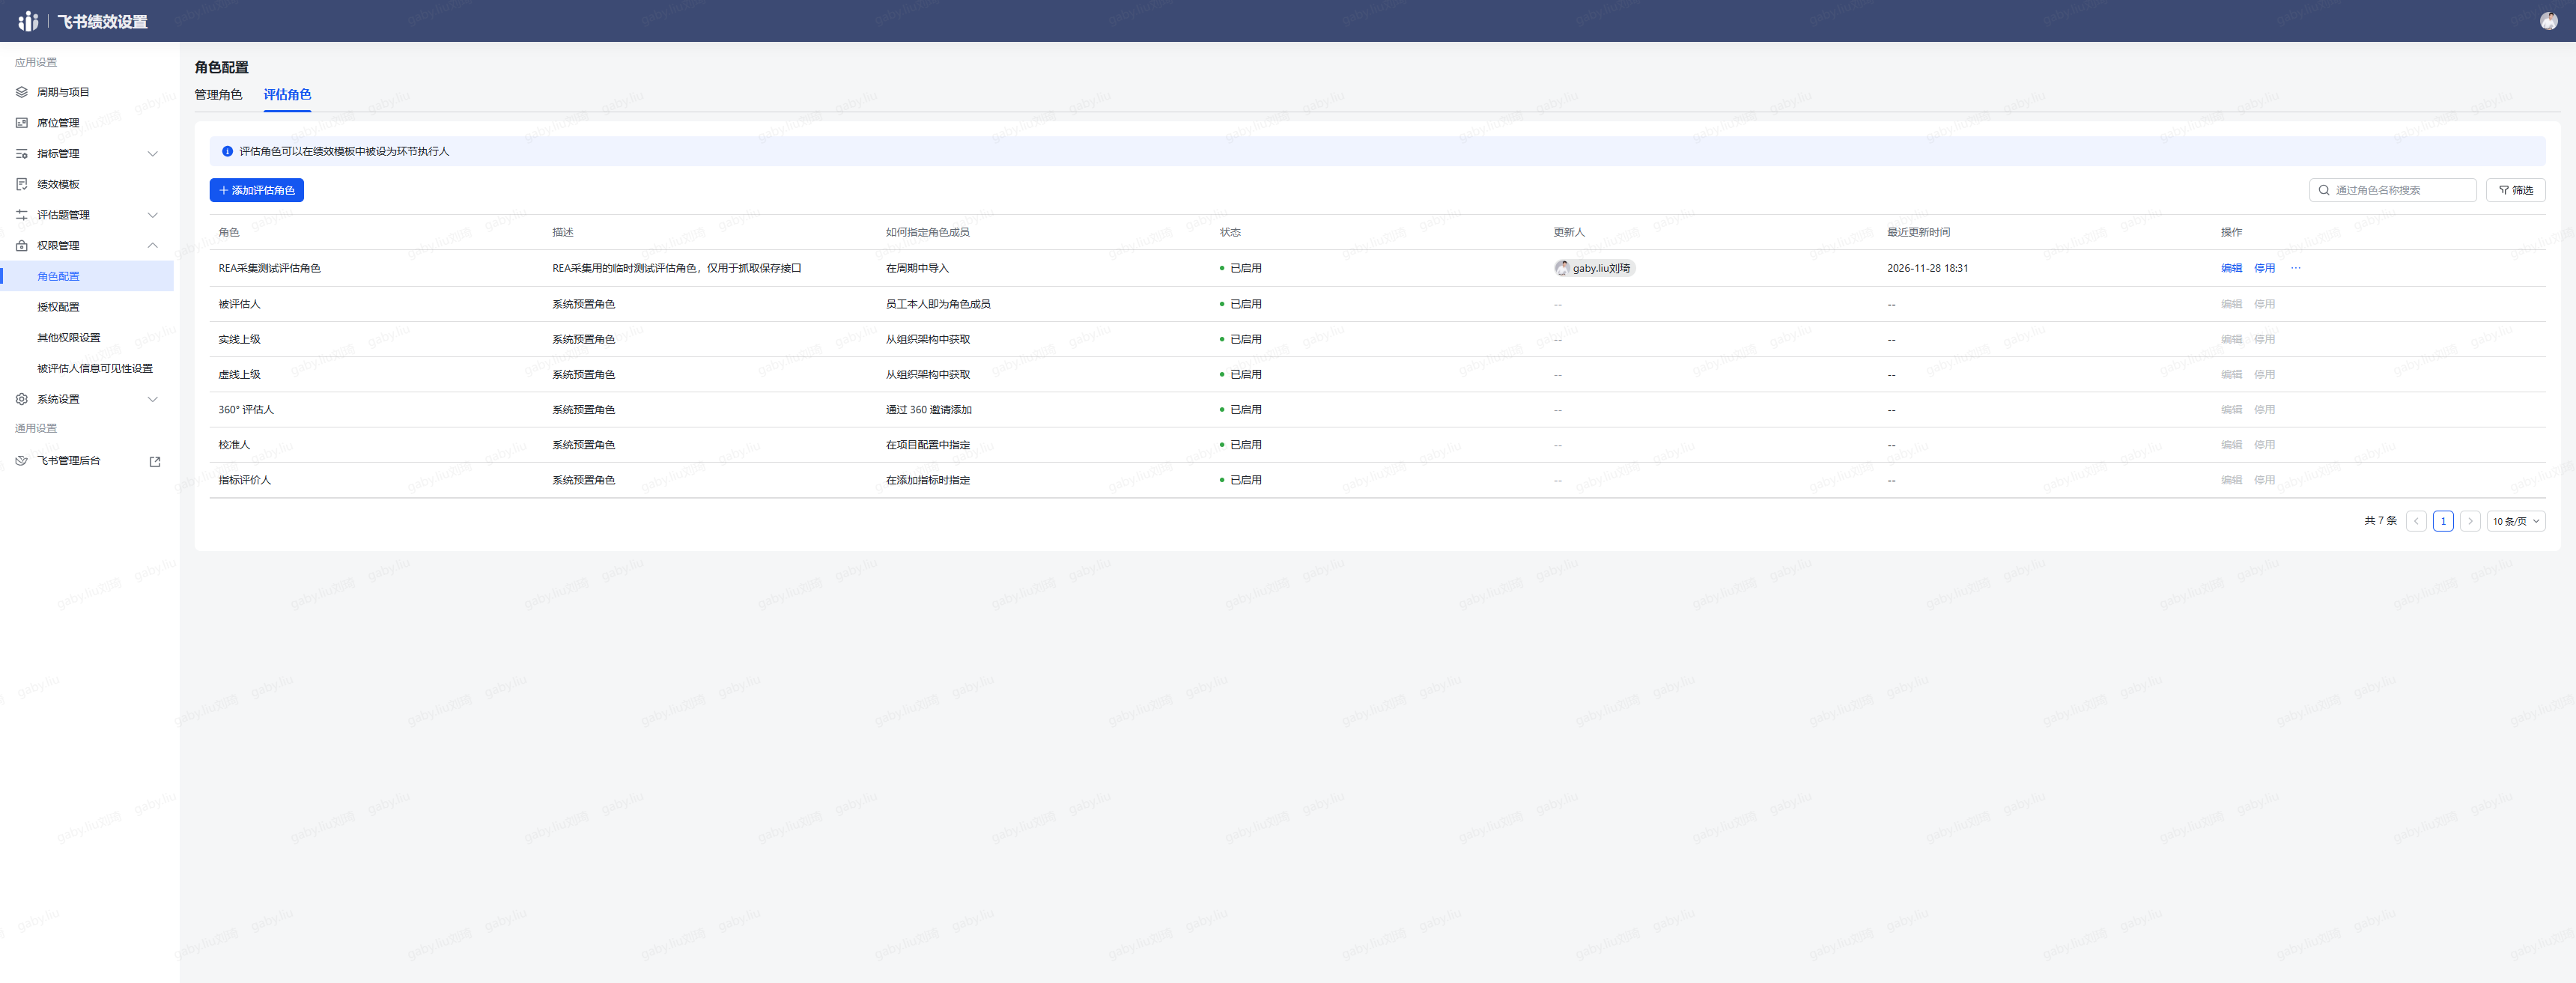 飞书绩效设置
应用设置
周期与项目
席位管理
指标管理
绩效模板
评估题管理
权限管理
角色配置
授权配置
其他权限设置
被评估人信息可见性设置
系统设置
通用设置
飞书管理后台
角色配置
管理角色 评估角色
评估角色可以在绩效模板中被设为环节执行人
添加评估角色 通过角色名称搜索 筛选
角色 描述 如何指定角色成员 状态 更新人 最近更新时间 操作
REA采集测试评估角色 REA采集用的临时测试评估角色，仅用于抓取保存接口 在周期中导入 已启用 gaby.liu刘琦 2026-11-28 18:31 编辑 停用 ···
被评估人 系统预置角色 员工本人即为角色成员 已启用 -- -- 编辑 停用
实线上级 系统预置角色 从组织架构中获取 已启用 -- -- 编辑 停用
虚线上级 系统预置角色 从组织架构中获取 已启用 -- -- 编辑 停用
360° 评估人 系统预置角色 通过 360 邀请添加 已启用 -- -- 编辑 停用
校准人 系统预置角色 在项目配置中指定 已启用 -- -- 编辑 停用
指标评价人 系统预置角色 在添加指标时指定 已启用 -- -- 编辑 停用
共 7 条 1 10 条/页